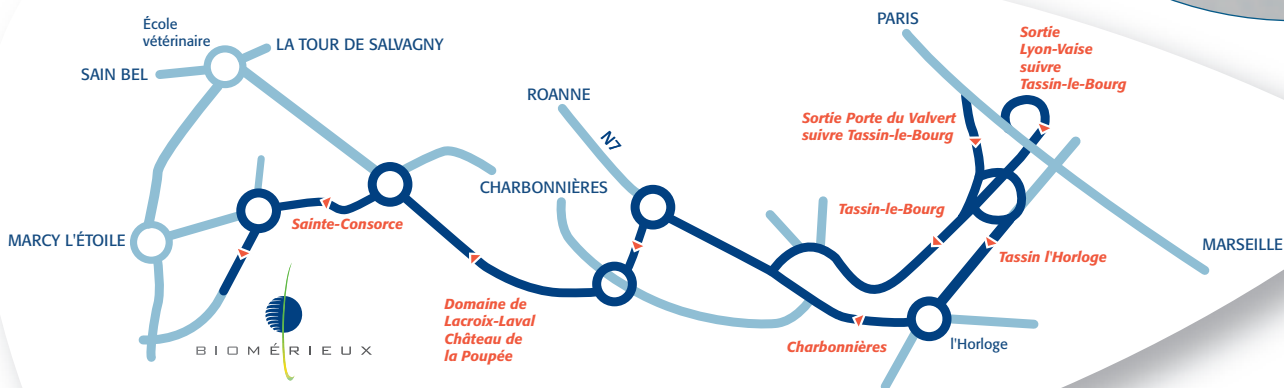 École
vétérinaire
LA TOUR DE SALVAGNY
SAIN BEL
PARIS
Sortie
Lyon-Vaise
suivre
Tassin-le-Bourg
ROANNE
N7
Sortie Porte du Valvert
suivre Tassin-le-Bourg
CHARBONNIÈRES
Tassin-le-Bourg
Sainte-Consorce
MARCY L'ÉTOILE
MARSEILLE
Tassin l'Horloge
Domaine de
Lacroix-Laval
Château de
la Poupée
Charbonnières
l'Horloge
BIOMÉRIEUX